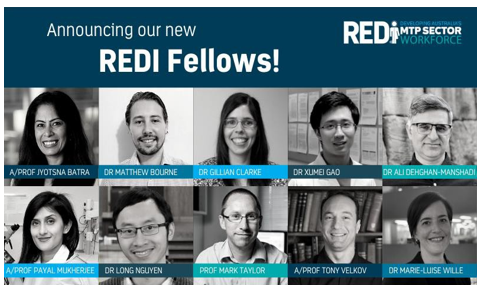 Announcing our new
REDI Fellows!
REDI
DEVELOPING AUSTRALIA'S
MTP SECTOR
WORKFORCE
A/PROF JYOTSNA BATRA
DR MATTHEW BOURNE
DR GILLIAN CLARKE
DR XUMEI GAO
DR ALI DEHGHAN-MANSHADI
A/PROF PAYAL MUKHERJEE
DR LONG NGUYEN
PROF MARK TAYLOR
A/PROF TONY VELKOV
DR MARIE-LUISE WILLE